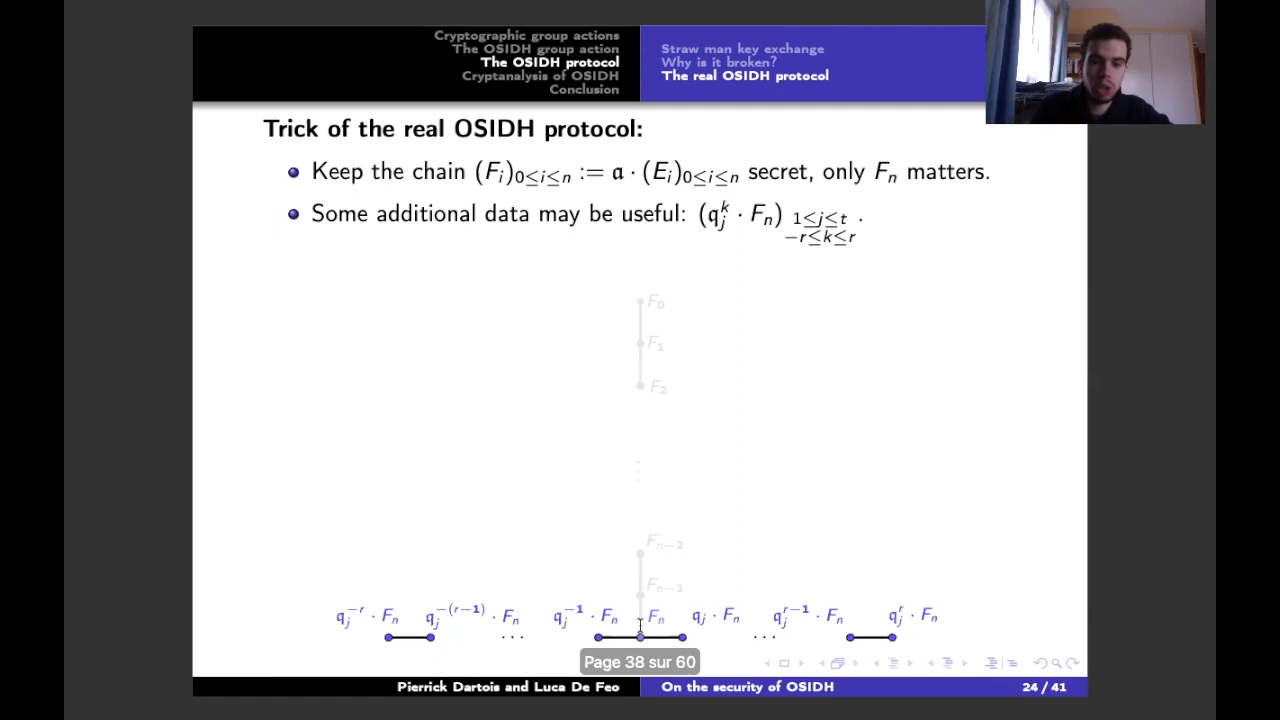 Cryptographic group actions
The OSIDH group action
The OSIDH protocol
Cryptanalysis of OSIDH
Conclusion
Straw man key exchange
Why is it broken?
The real OSIDH protocol
Trick of the real OSIDH protocol:
Keep the chain (F_i)_{0≤i≤n} := 𝔞 · (E_i)_{0≤i≤n} secret, only F_n matters.
Some additional data may be useful: (𝔮_j^k · F_n)_{1≤j≤t, −r≤k≤r} .
F_0
F_1
F_2
⋮
F_{n−2}
F_{n−1}
𝔮_j^{−r} · F_n 𝔮_j^{−(r−1)} · F_n ··· 𝔮_j^{−1} · F_n F_n 𝔮_j · F_n ··· 𝔮_j^{r−1} · F_n 𝔮_j^r · F_n
Page 38 sur 60
Pierrick Dartois and Luca De Feo On the security of OSIDH 24 / 41